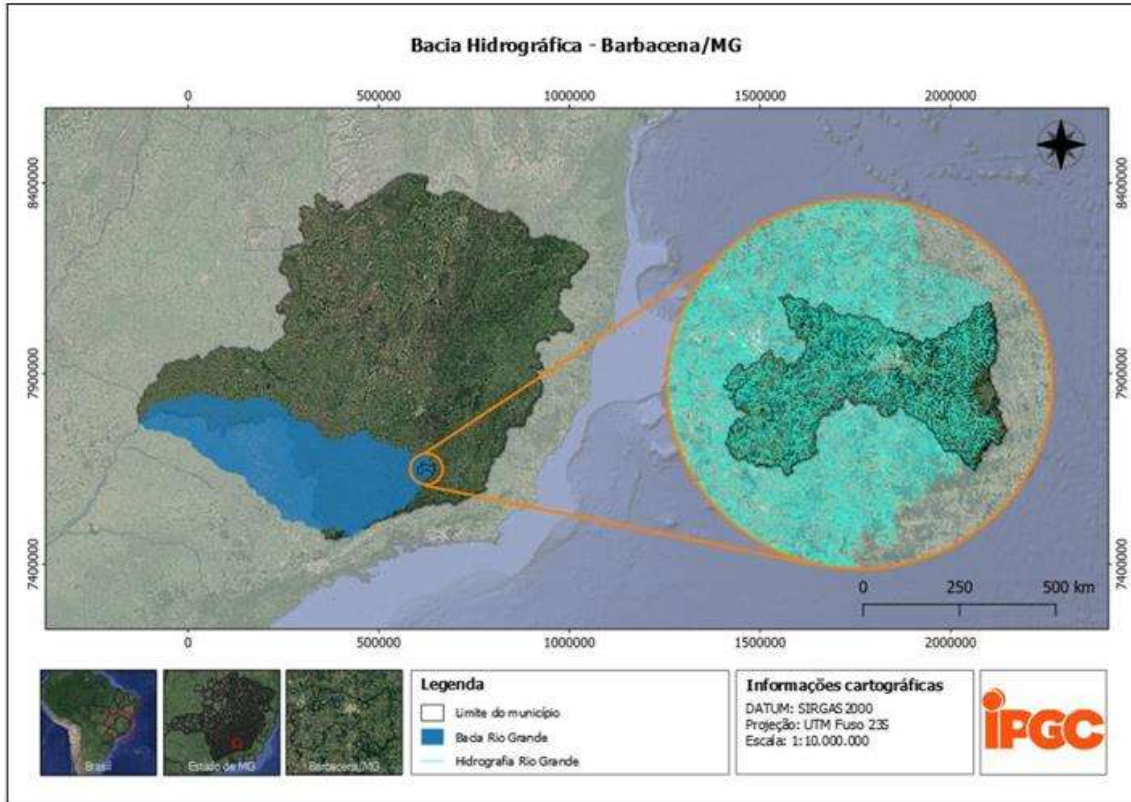 Bacia Hidrográfica - Barbacena/MG
0 500000 1000000 1500000 2000000
8400000 8400000
7900000 7900000
7400000 7400000
0 250 500 km
0 500000 1000000 1500000 2000000
Brasil
Estudo de MG
Barbacena/MG
Legenda
Limite do município
Bacia Rio Grande
Hidrografia Rio Grande
Informações cartográficas
DATUM: SIRGAS2000
Projeção: UTM Fuso 23S
Escala: 1:10.000.000
iPGC